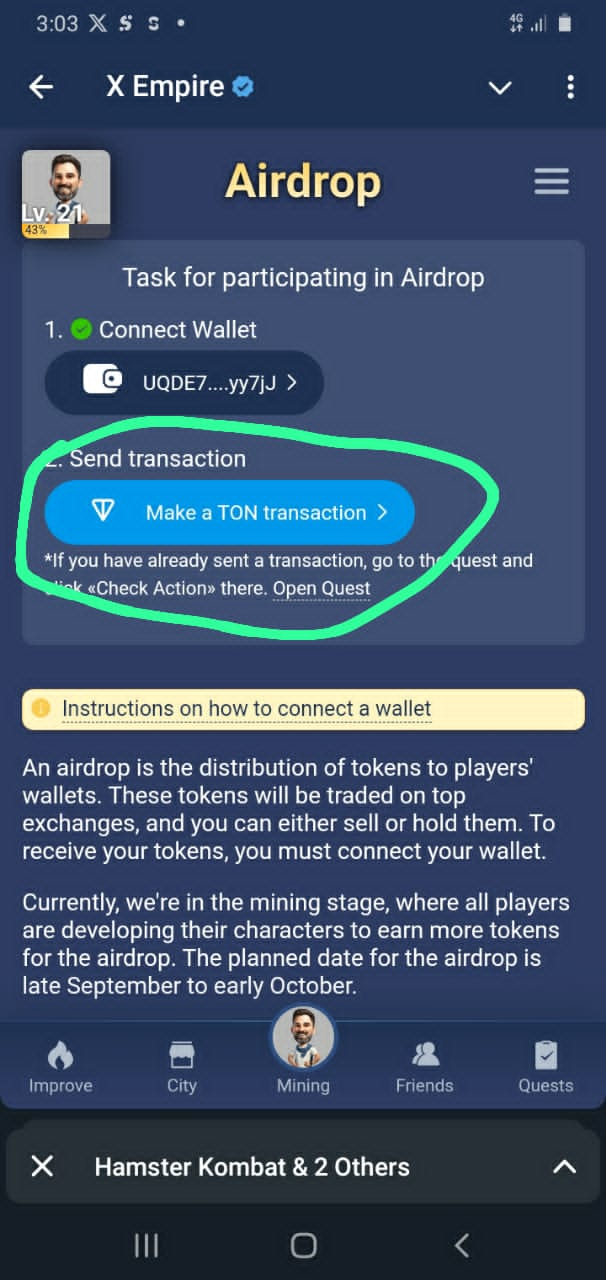 3:03
4G
X Empire
Airdrop
Lv. 21
43%
Task for participating in Airdrop
1. Connect Wallet
UQDE7....yy7jJ >
2. Send transaction
Make a TON transaction >
*If you have already sent a transaction, go to the quest and
click «Check Action» there. Open Quest
Instructions on how to connect a wallet
An airdrop is the distribution of tokens to players'
wallets. These tokens will be traded on top
exchanges, and you can either sell or hold them. To
receive your tokens, you must connect your wallet.
Currently, we're in the mining stage, where all players
are developing their characters to earn more tokens
for the airdrop. The planned date for the airdrop is
late September to early October.
Improve
City
Mining
Friends
Quests
Hamster Kombat & 2 Others